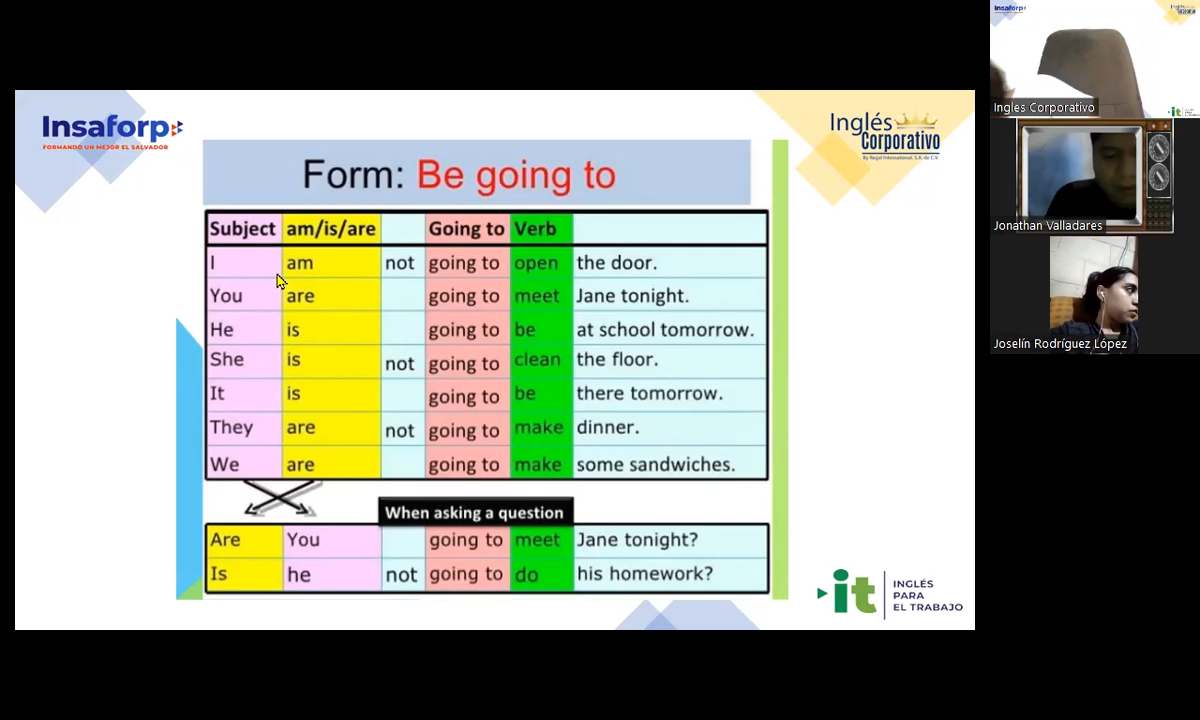 Insaforp
FORMANDO UN MEJOR EL SALVADOR
Inglés
Corporativo
By Regal International, S.A. de C.V.
Form: Be going to
Subject am/is/are Going to Verb
I am not going to open the door.
You are going to meet Jane tonight.
He is going to be at school tomorrow.
She is not going to clean the floor.
It is going to be there tomorrow.
They are not going to make dinner.
We are going to make some sandwiches.
When asking a question
Are You going to meet Jane tonight?
Is he not going to do his homework?
it
INGLÉS
PARA
EL TRABAJO
Insaforp
Ingles Corporativo
it
Jonathan Valladares
Joselín Rodríguez López